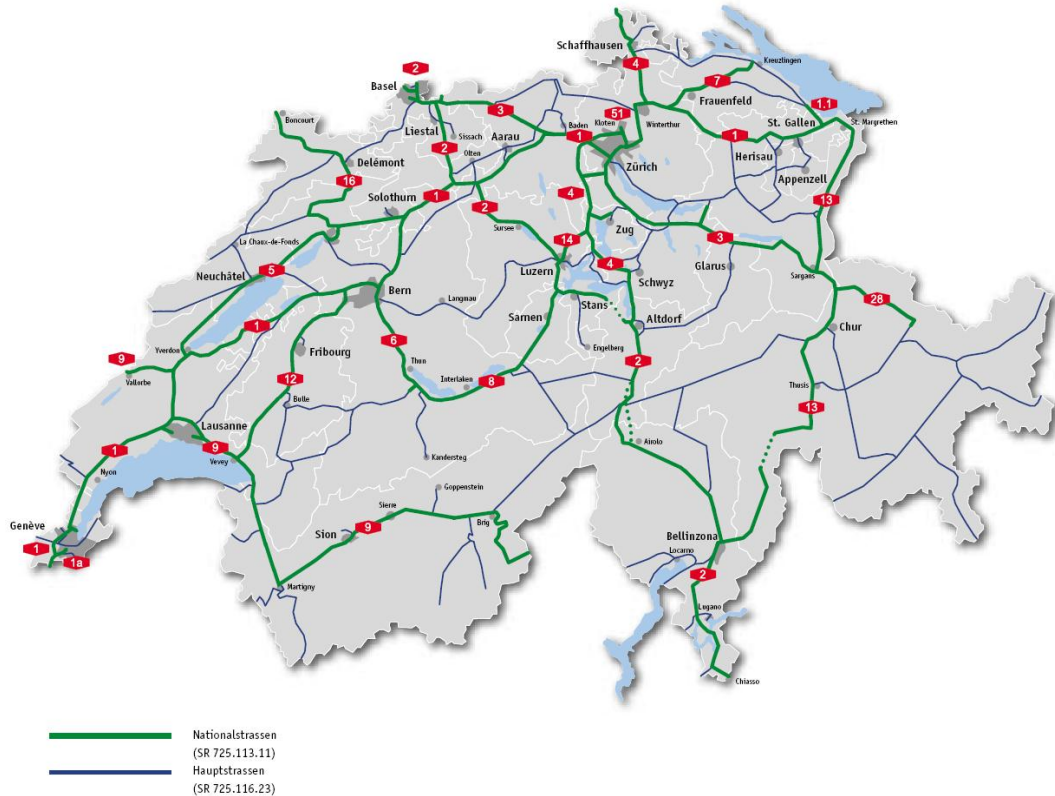 Schaffhausen
Kreuzlingen
4
2
7
Basel
Frauenfeld
3
51
1.1
Boncourt
Baden
Kloten
St. Gallen
Liestal
Winterthur
St. Margrethen
Sissach
Aarau
1
1
2
Olten
Herisau
Delémont
Zürich
Appenzell
16
Solothurn
1
4
13
2
Sursee
Zug
La Chaux-de-Fonds
14
3
Luzern
4
Glarus
Neuchâtel
5
Schwyz
Sargans
Bern
Langnau
Stans
28
Sarnen
Altdorf
Chur
1
6
Engelberg
Yverdon
Fribourg
9
2
Thun
Vallorbe
12
Interlaken
8
Thusis
Bulle
13
Lausanne
Airolo
1
9
Vevey
Kandersteg
Nyon
Goppenstein
Sierre
Genève
Sion
9
Brig
Bellinzona
1
Locarno
1a
2
Martigny
Lugano
Chiasso
Nationalstrassen
(SR 725.113.11)
Hauptstrassen
(SR 725.116.23)